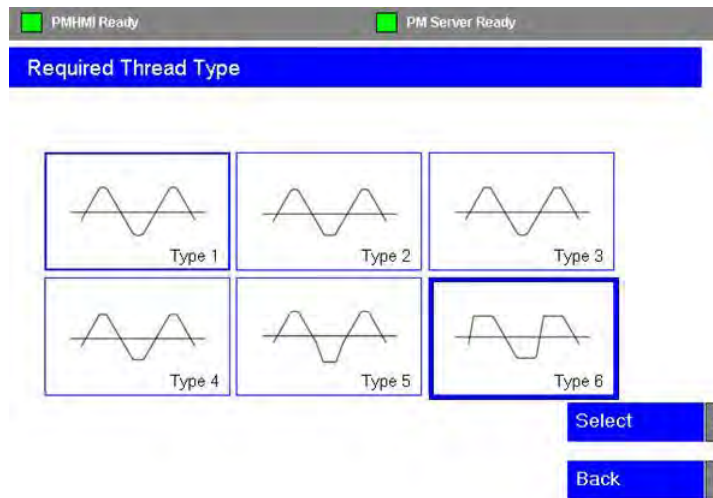 PMHMI Ready
PM Server Ready
Required Thread Type
Type 1
Type 2
Type 3
Type 4
Type 5
Type 6
Select
Back